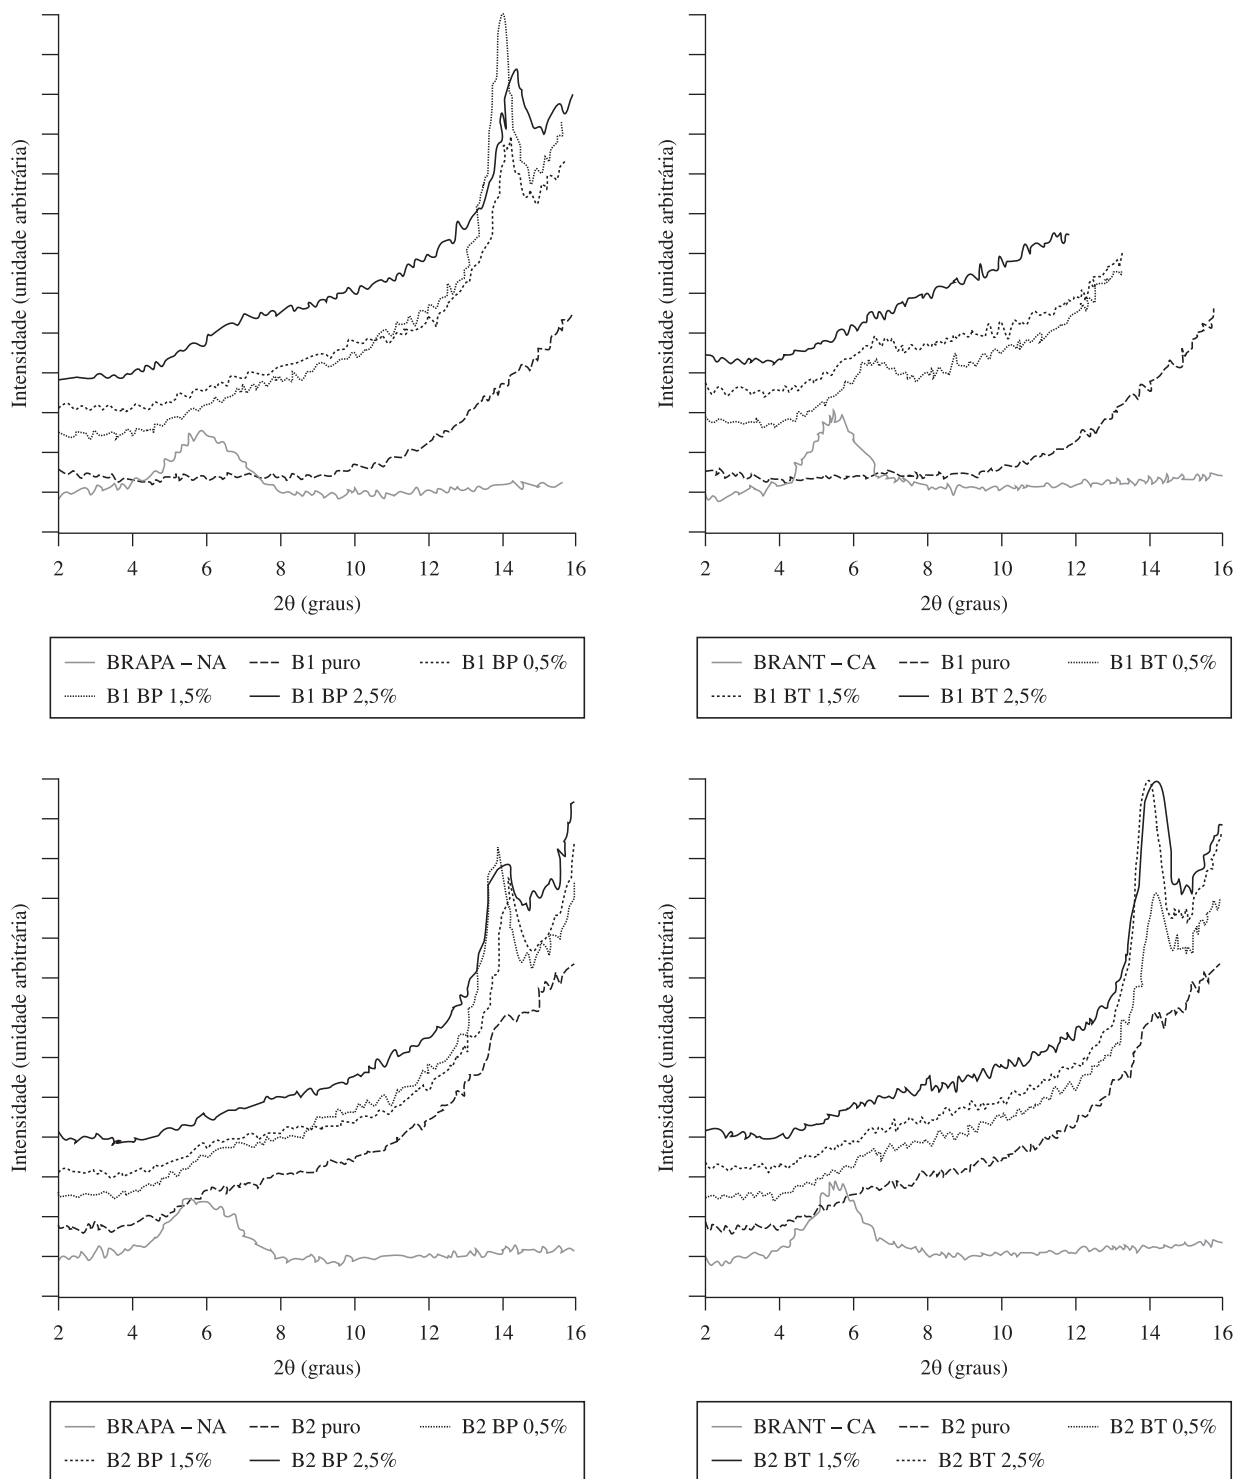 Intensidade (unidade arbitrária)
2 4 6 8 10 12 14 16
2θ (graus)
BRAPA – NA B1 puro B1 BP 0,5%
B1 BP 1,5% B1 BP 2,5%
Intensidade (unidade arbitrária)
2 4 6 8 10 12 14 16
2θ (graus)
BRANT – CA B1 puro B1 BT 0,5%
B1 BT 1,5% B1 BT 2,5%
Intensidade (unidade arbitrária)
2 4 6 8 10 12 14 16
2θ (graus)
BRAPA – NA B2 puro B2 BP 0,5%
B2 BP 1,5% B2 BP 2,5%
Intensidade (unidade arbitrária)
2 4 6 8 10 12 14 16
2θ (graus)
BRANT – CA B2 puro B2 BT 0,5%
B2 BT 1,5% B2 BT 2,5%